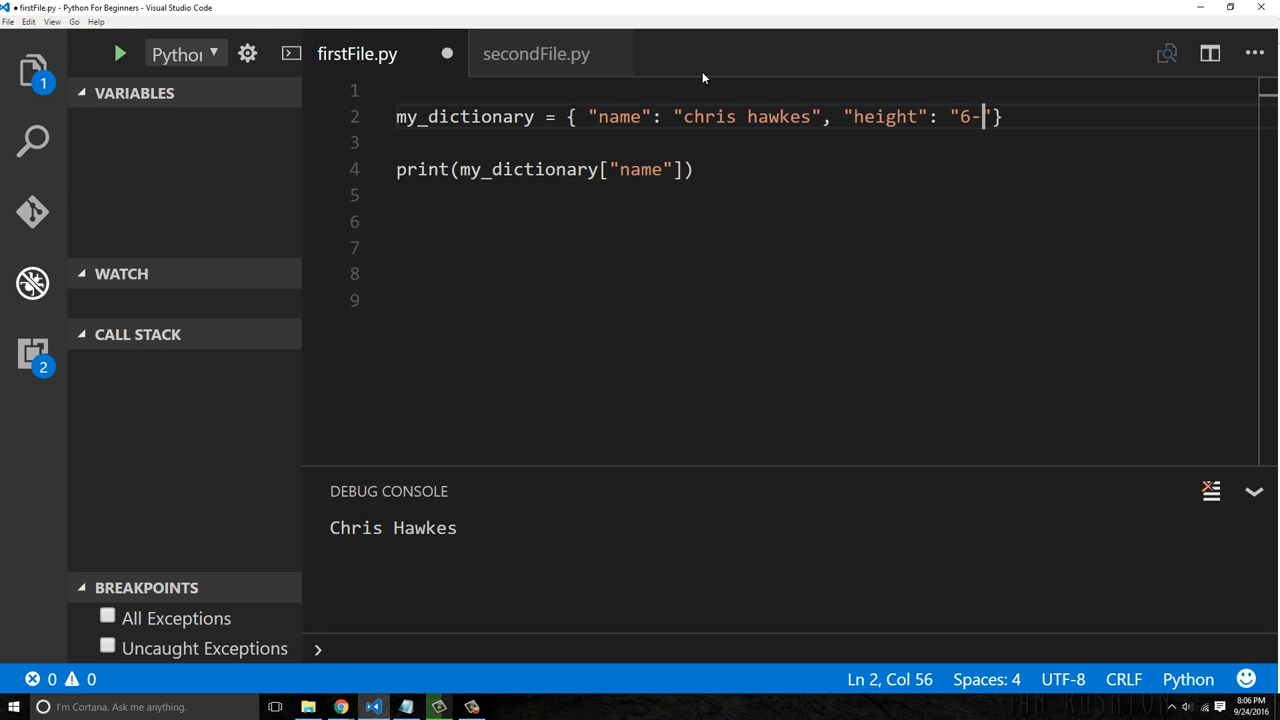 firstFile.py - Python For Beginners - Visual Studio Code
File Edit View Go Help
1
Python
firstFile.py
secondFile.py
VARIABLES
WATCH
CALL STACK
2
BREAKPOINTS
All Exceptions
Uncaught Exceptions
1
2 my_dictionary = { "name": "chris hawkes", "height": "6-"}
3
4 print(my_dictionary["name"])
5
6
7
8
9
DEBUG CONSOLE
Chris Hawkes
0 0
Ln 2, Col 56 Spaces: 4 UTF-8 CRLF Python
I'm Cortana. Ask me anything.
8:06 PM
9/24/2016